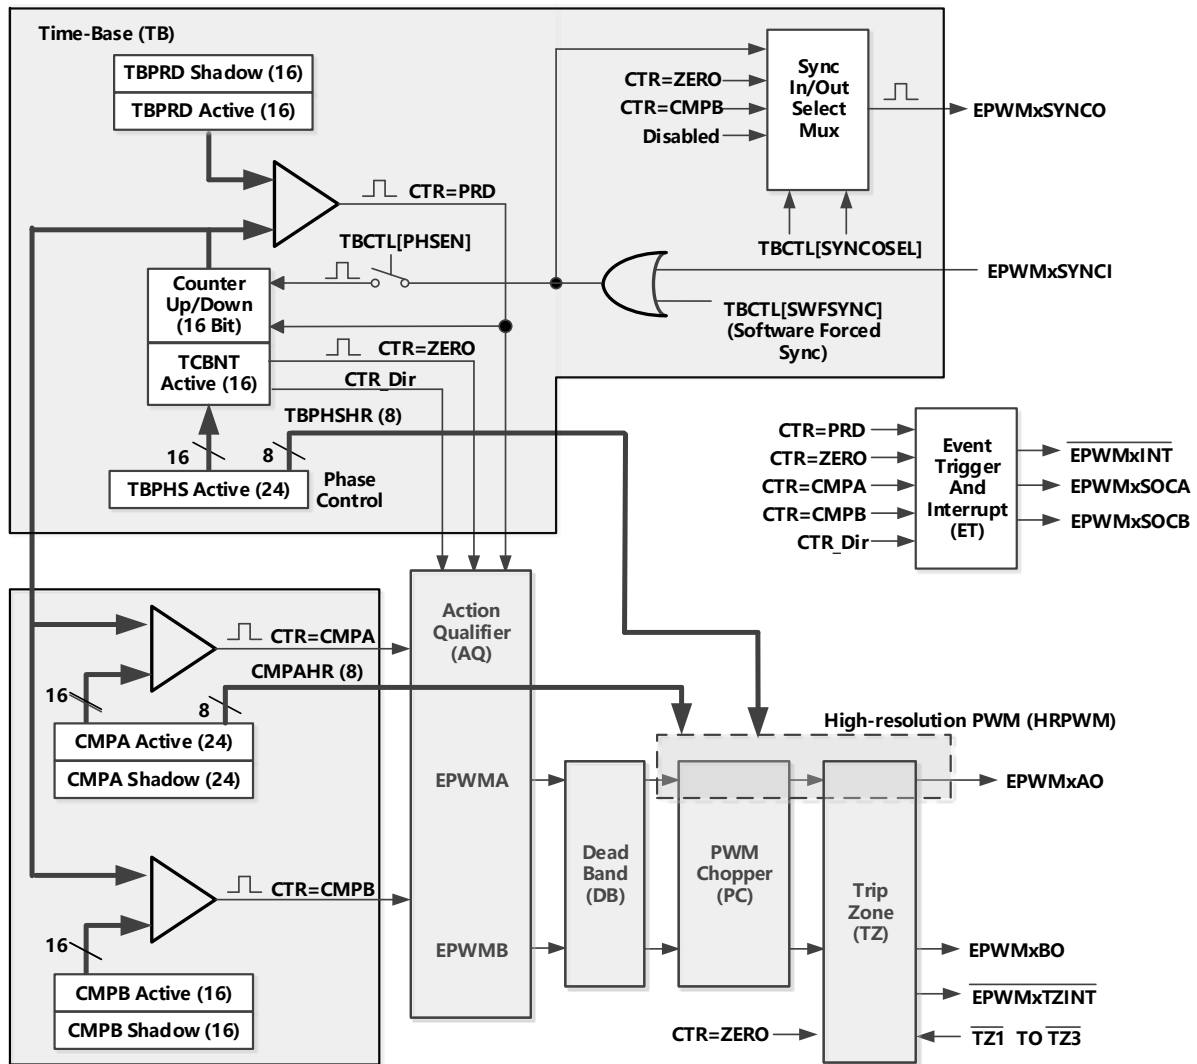 Time-Base (TB)
TBPRD Shadow (16)
TBPRD Active (16)
CTR=PRD
TBCTL[PHSEN]
Counter
Up/Down
(16 Bit)
TCBNT
Active (16)
CTR=ZERO
CTR_Dir
TBPHSHR (8)
16
8
TBPHS Active (24)
Phase
Control
CTR=ZERO
CTR=CMPB
Disabled
Sync
In/Out
Select
Mux
EPWMxSYNCO
TBCTL[SYNCOSEL]
EPWMxSYNCI
TBCTL[SWFSYNC]
(Software Forced
Sync)
CTR=PRD
CTR=ZERO
CTR=CMPA
CTR=CMPB
CTR_Dir
Event
Trigger
And
Interrupt
(ET)
EPWMxINT
EPWMxSOCA
EPWMxSOCB
CTR=CMPA
CMPAHR (8)
16
8
CMPA Active (24)
CMPA Shadow (24)
CTR=CMPB
16
CMPB Active (16)
CMPB Shadow (16)
Action
Qualifier
(AQ)
EPWMA
EPWMB
Dead
Band
(DB)
High-resolution PWM (HRPWM)
PWM
Chopper
(PC)
Trip
Zone
(TZ)
EPWMxAO
EPWMxBO
EPWMxTZINT
CTR=ZERO
TZ1 TO TZ3